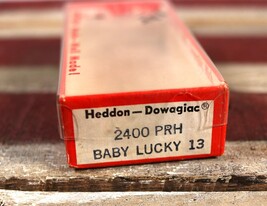 Heddon—Dowagiac®
2400 PRH
BABY LUCKY 13